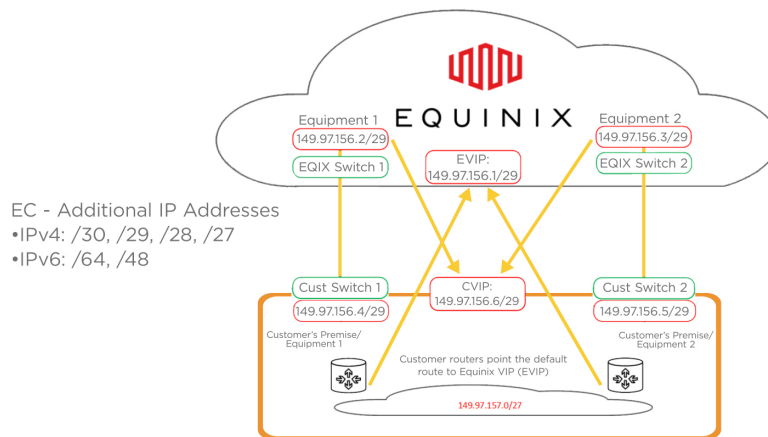 EQUINIX
Equipment 1
149.97.156.2/29
EQIX Switch 1
Equipment 2
149.97.156.3/29
EQIX Switch 2
EVIP:
149.97.156.1/29
EC - Additional IP Addresses
•IPv4: /30, /29, /28, /27
•IPv6: /64, /48
Cust Switch 1
149.97.156.4/29
CVIP:
149.97.156.6/29
Cust Switch 2
149.97.156.5/29
Customer's Premise/
Equipment 1
Customer's Premise/
Equipment 2
Customer routers point the default
route to Equinix VIP (EVIP)
149.97.157.0/27